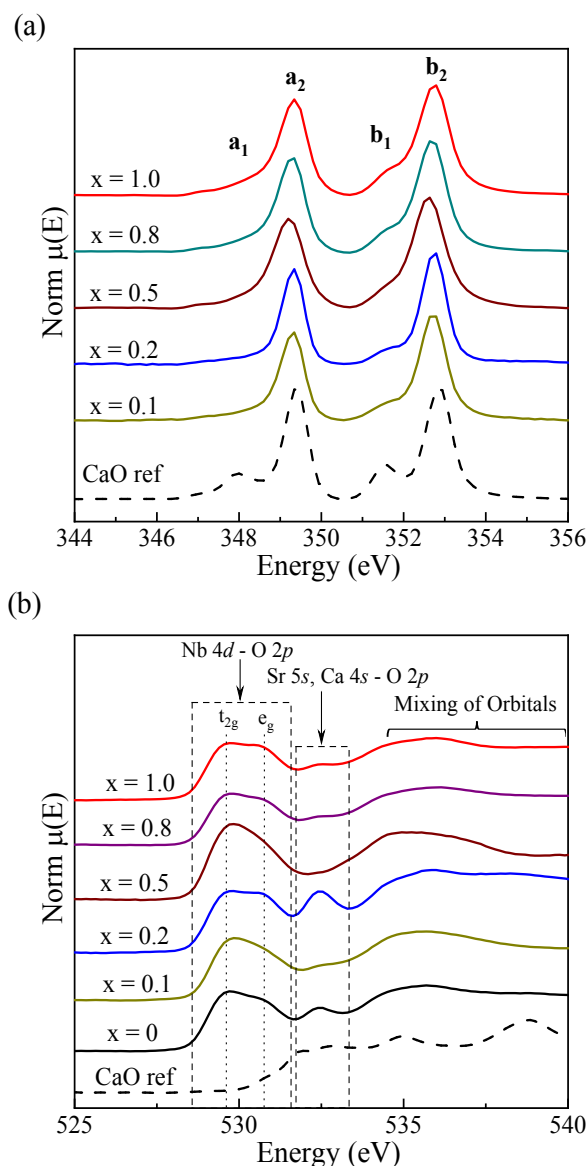 (a)
a₂
b₂
a₁
b₁
x = 1.0
x = 0.8
x = 0.5
x = 0.2
x = 0.1
CaO ref
Norm μ(E)
344 346 348 350 352 354 356
Energy (eV)
(b)
Nb 4d - O 2p
Sr 5s, Ca 4s - O 2p
Mixing of Orbitals
t₂g e_g
x = 1.0
x = 0.8
x = 0.5
x = 0.2
x = 0.1
x = 0
CaO ref
Norm μ(E)
525 530 535 540
Energy (eV)